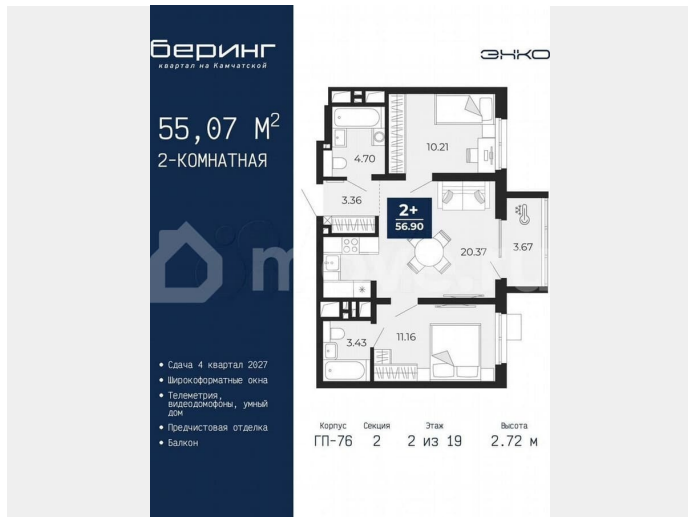 беринг
квартал на Камчатской
ЭНКО
55,07 М²
2-КОМНАТНАЯ
4.70
10.21
3.36
2+
56.90
20.37
3.67
3.43
11.16
• Сдача 4 квартал 2027
• Широкоформатные окна
• Телеметрия,
видеодомофоны, умный
дом
• Предчистовая отделка
• Балкон
Корпус Секция Этаж Высота
ГП-76 2 2 из 19 2.72 м